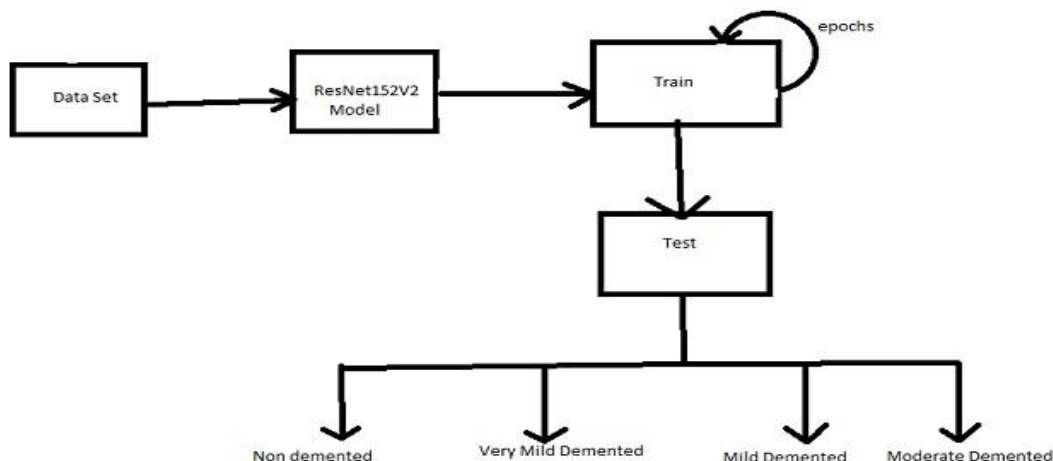 epochs
Data Set
ResNet152V2
Model
Train
Test
Non demented
Very Mild Demented
Mild Demented
Moderate Demented